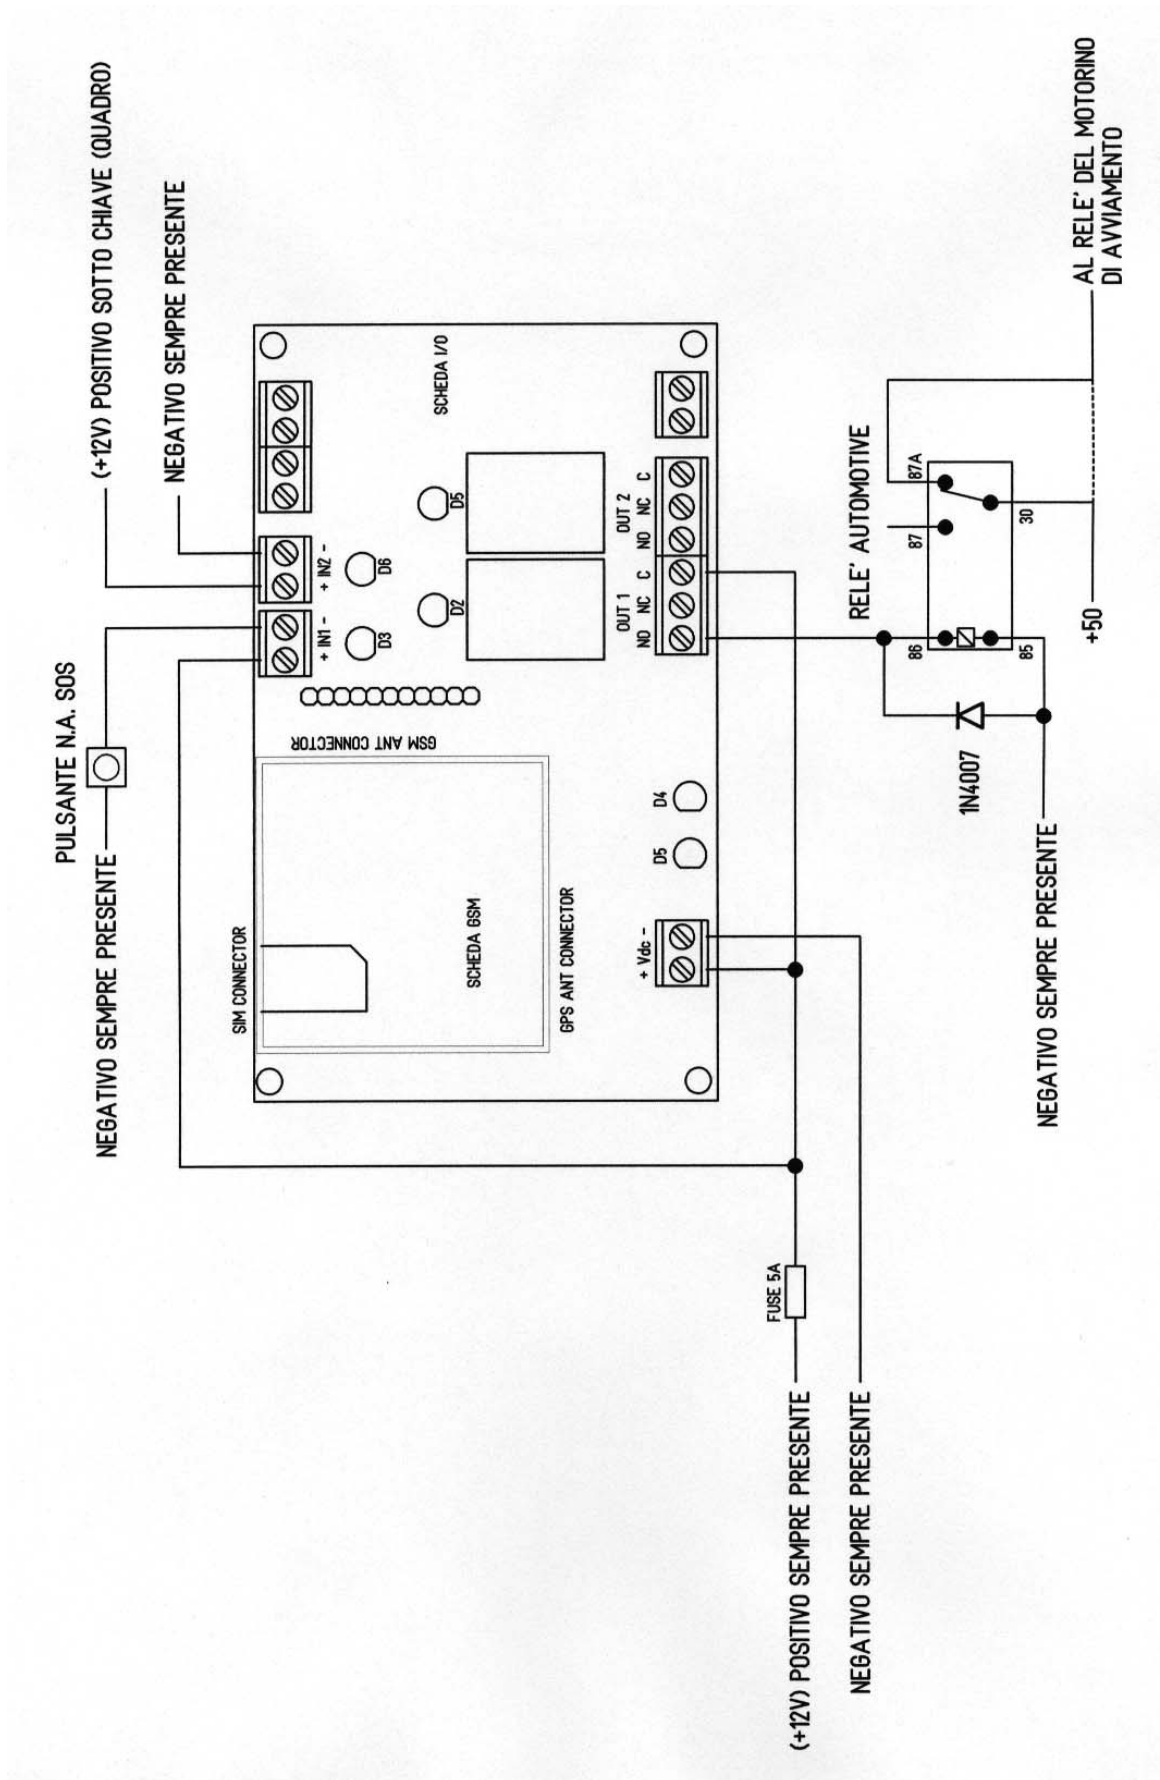 (+12V) POSITIVO SOTTO CHIAVE (QUADRO)
NEGATIVO SEMPRE PRESENTE
PULSANTE N.A. SOS
NEGATIVO SEMPRE PRESENTE
SIM CONNECTOR
+ IN1 -
+ IN2 -
D3
D6
GSM ANT CONNECTOR
D2
D5
SCHEDA I/O
SCHEDA GSM
GPS ANT CONNECTOR
OUT 1
OUT 2
NO NC C
NO NC C
+ Vdc -
D5
D4
FUSE 5A
(+12V) POSITIVO SEMPRE PRESENTE
NEGATIVO SEMPRE PRESENTE
RELE' AUTOMOTIVE
86
87
87A
85
30
1N4007
NEGATIVO SEMPRE PRESENTE
+50
AL RELE' DEL MOTORINO
DI AVVIAMENTO